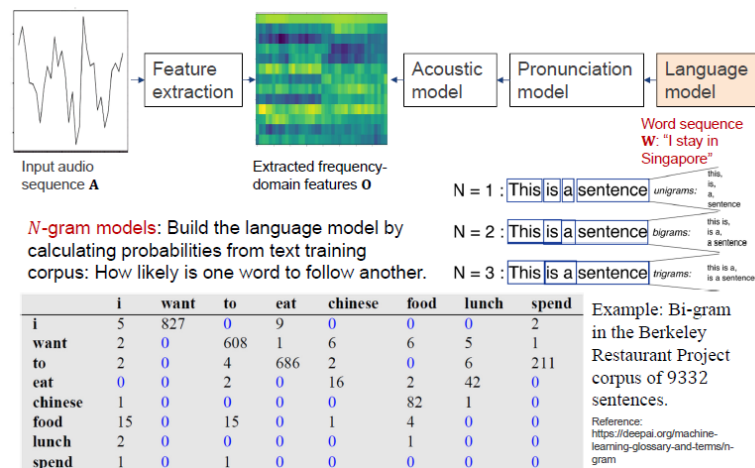 Feature
extraction
Acoustic
model
Pronunciation
model
Language
model
Input audio
sequence A
Extracted frequency-
domain features O
Word sequence
W: "I stay in
Singapore"
N = 1 : This is a sentence unigrams: this,
is,
a,
sentence
N = 2 : This is a sentence bigrams: this is,
is a,
a sentence
N = 3 : This is a sentence trigrams: this is a,
is a sentence
N-gram models: Build the language model by
calculating probabilities from text training
corpus: How likely is one word to follow another.
i want to eat chinese food lunch spend
i 5 827 0 9 0 0 0 2
want 2 0 608 1 6 6 5 1
to 2 0 4 686 2 0 6 211
eat 0 0 2 0 16 2 42 0
chinese 1 0 0 0 0 82 1 0
food 15 0 15 0 1 4 0 0
lunch 2 0 0 0 0 1 0 0
spend 1 0 1 0 0 0 0 0
Example: Bi-gram
in the Berkeley
Restaurant Project
corpus of 9332
sentences.
Reference:
https://deepai.org/machine-
learning-glossary-and-terms/n-
gram